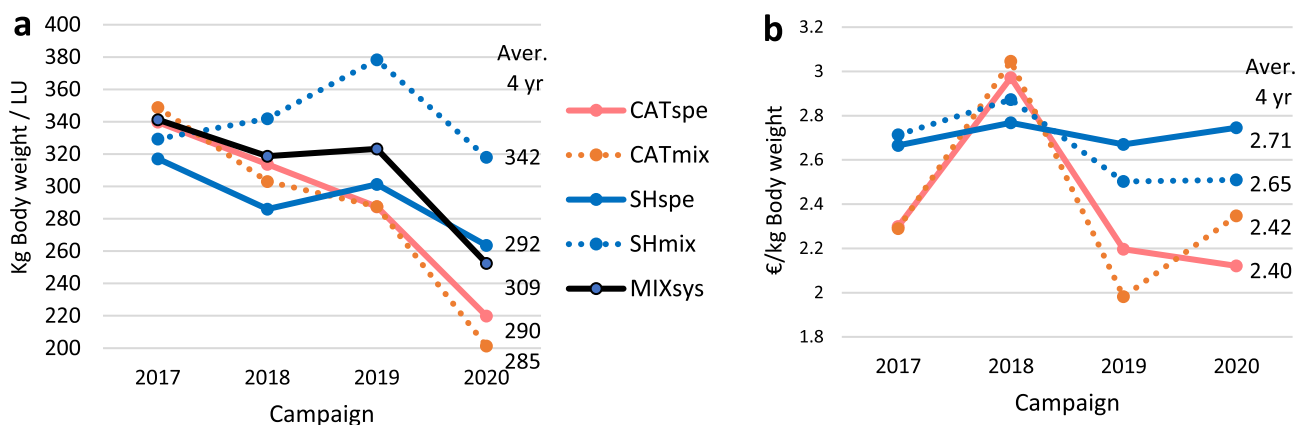 a
Kg Body weight / LU
400
380
360
340
320
300
280
260
240
220
200
Aver.
4 yr
342
292
309
290
285
2017 2018 2019 2020
Campaign
CATspe
CATmix
SHspe
SHmix
MIXsys
b
€/kg Body weight
3.2
3
2.8
2.6
2.4
2.2
2
1.8
Aver.
4 yr
2.71
2.65
2.42
2.40
2017 2018 2019 2020
Campaign